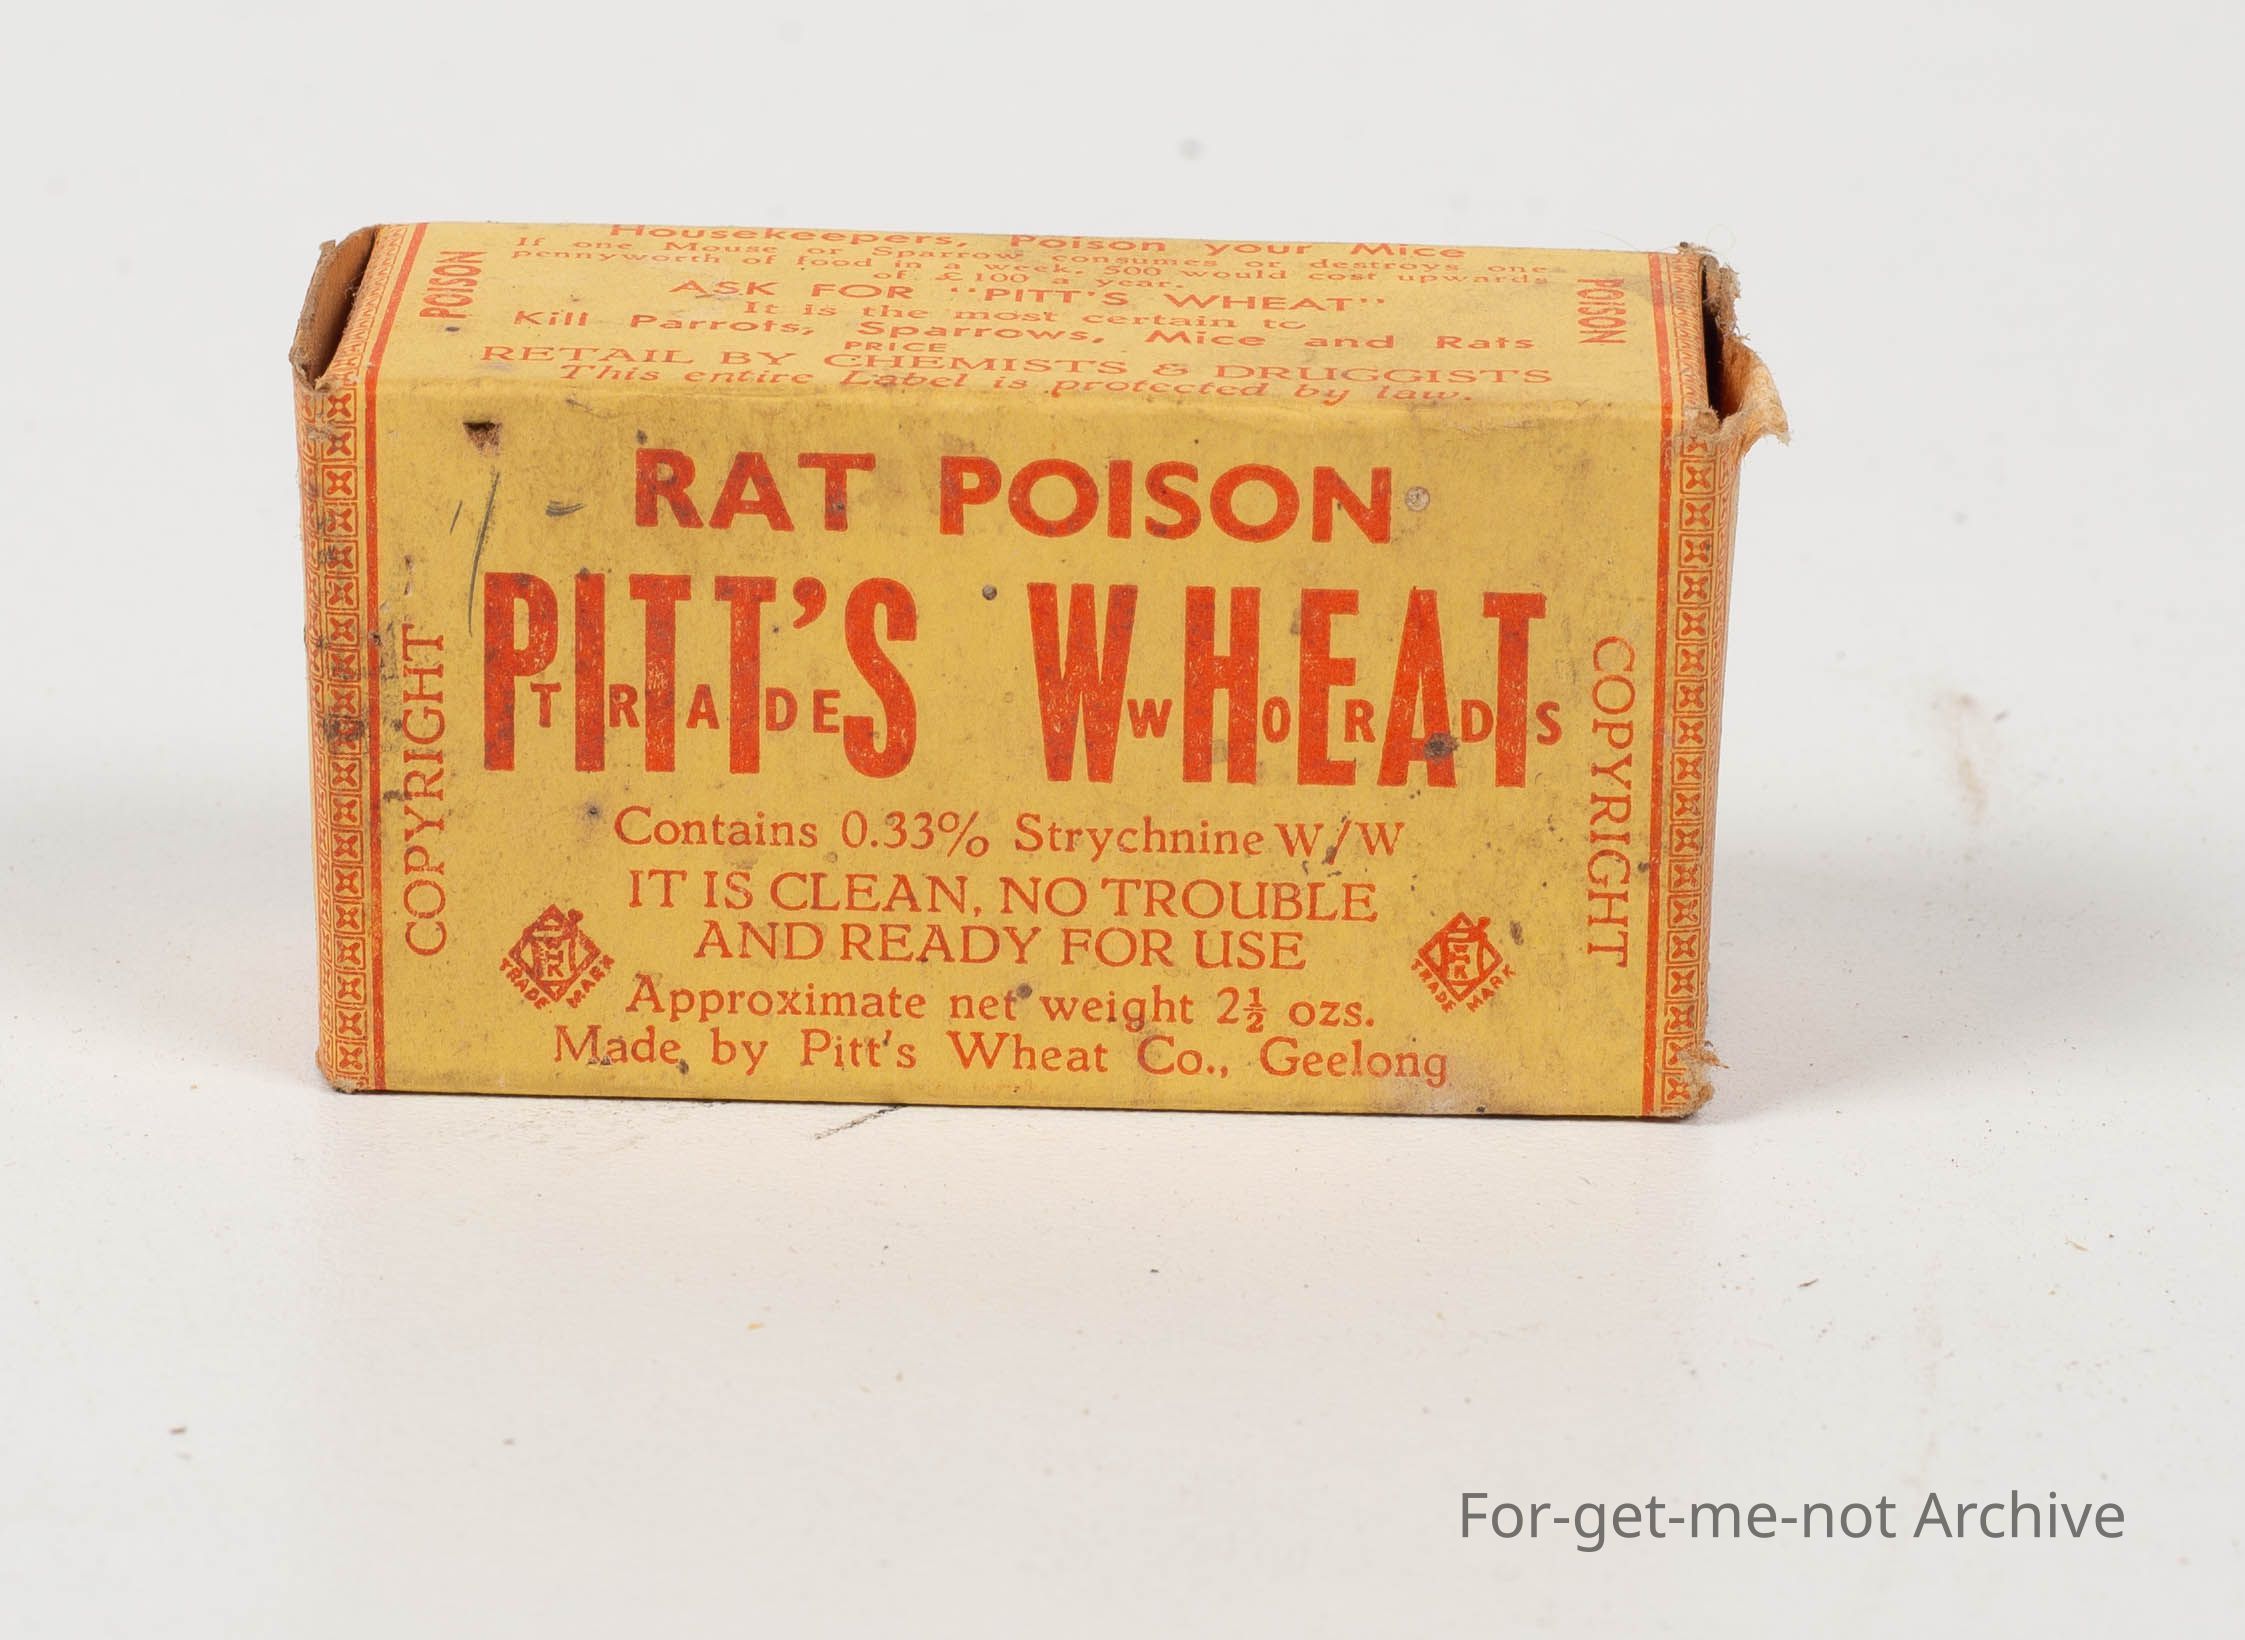 Housekeepers, Poison your Mice
If one Mouse or Sparrow consumes or destroys one
pennyworth of food in a week, 500 would cost upwards
of £100 a year.
ASK FOR "PITT'S WHEAT"
It is the most certain to
Kill Parrots, Sparrows, Mice and Rats
PRICE
RETAIL BY CHEMISTS & DRUGGISTS
This entire Label is protected by law.
POISON
POISON
RAT POISON
PITT'S WHEAT
TRADE WORDS
Contains 0.33% Strychnine W/W
IT IS CLEAN, NO TROUBLE
AND READY FOR USE
Approximate net weight 2½ ozs.
Made by Pitt's Wheat Co., Geelong
COPYRIGHT
COPYRIGHT
TRADE MARK
TRADE MARK
For-get-me-not Archive